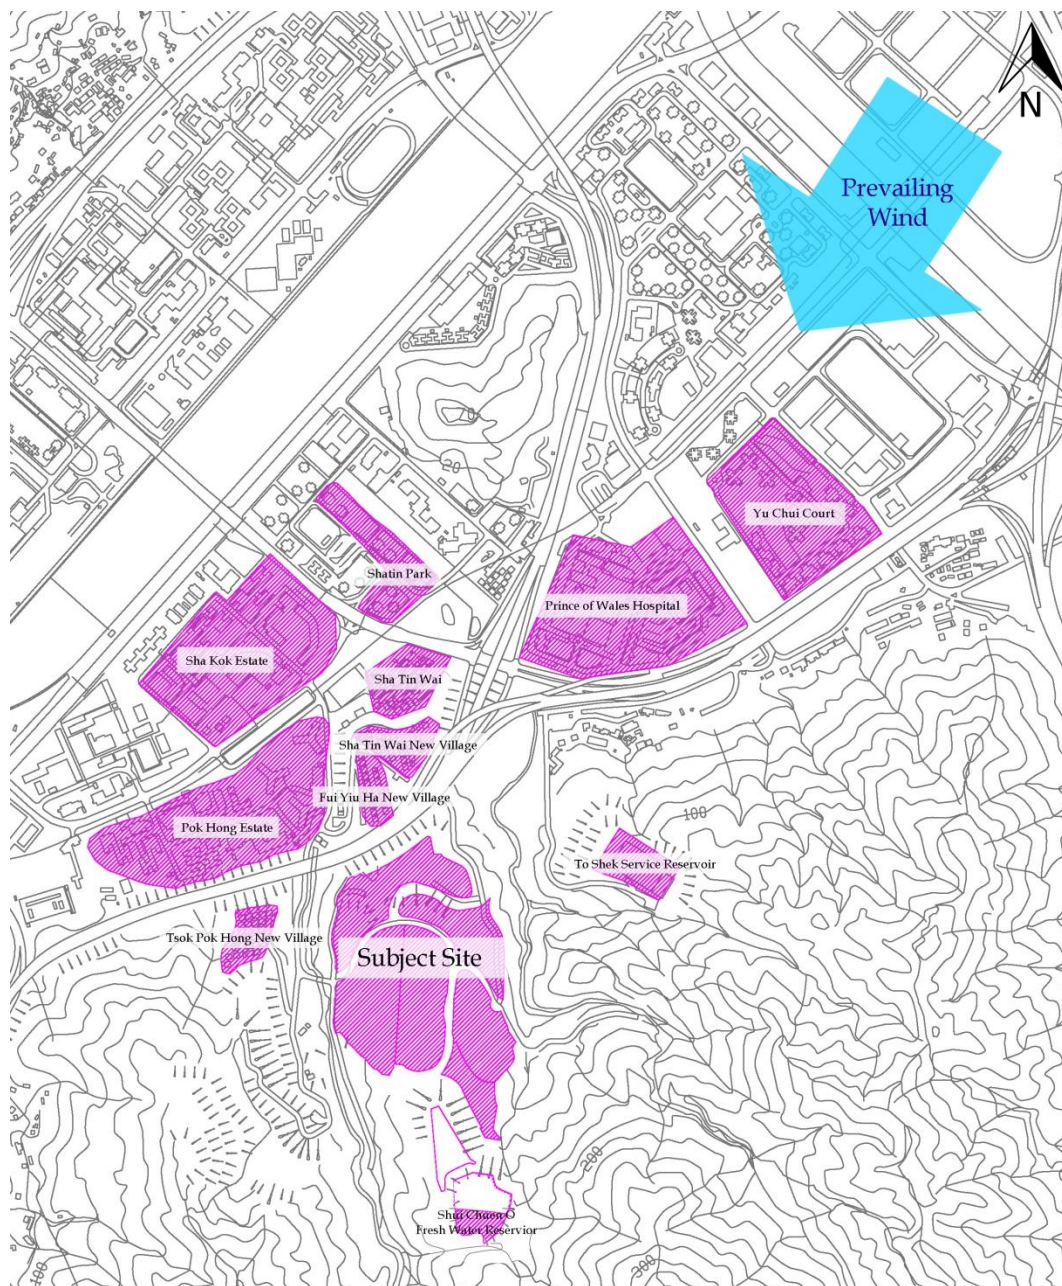 N
Prevailing
Wind
Yu Chui Court
Shatin Park
Prince of Wales Hospital
Sha Kok Estate
Sha Tin Wai
Sha Tin Wai New Village
Fui Yiu Ha New Village
Pok Hong Estate
100
To Shek Service Reservoir
Tsok Pok Hong New Village
Subject Site
200
Shui Chuen O
Fresh Water Reservior
100
300